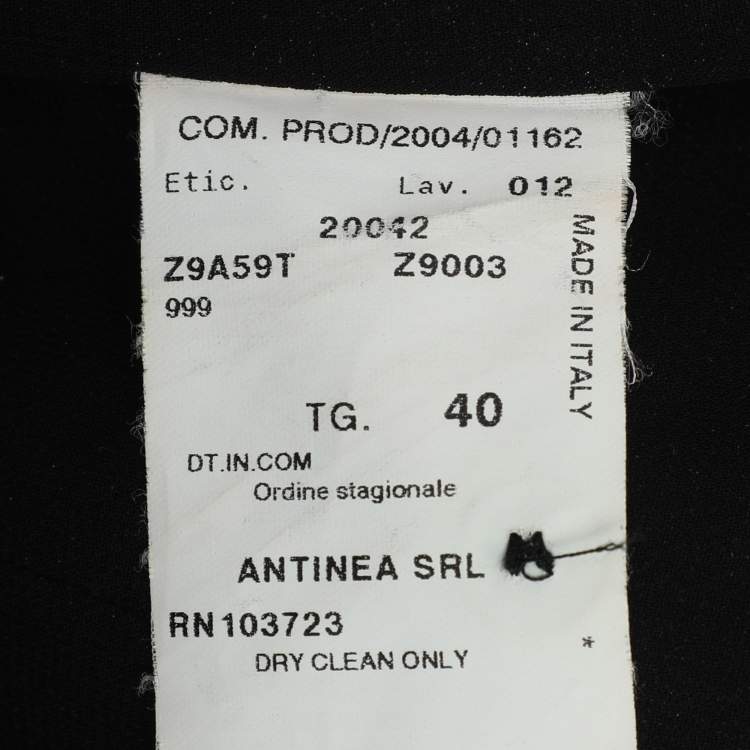 COM. PROD/2004/01162
Etic. Lav. 012
20042
Z9A59T Z9003
999
MADE IN ITALY
TG. 40
DT.IN.COM
Ordine stagionale
ANTINEA SRL
RN103723
*
DRY CLEAN ONLY